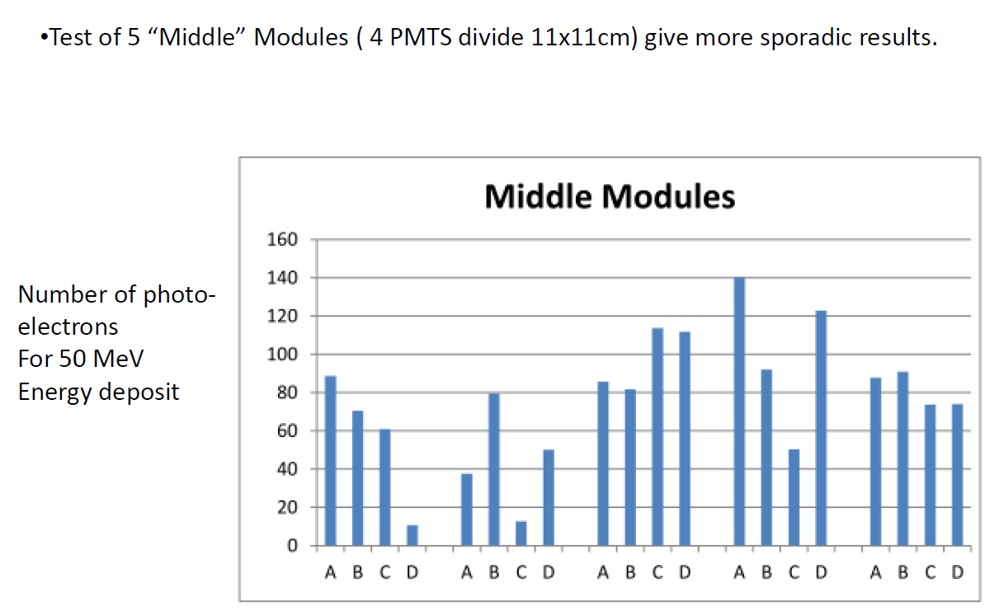 •Test of 5 “Middle” Modules ( 4 PMTS divide 11x11cm) give more sporadic results.
Number of photo-
electrons
For 50 MeV
Energy deposit
Middle Modules
160
140
120
100
80
60
40
20
0
A B C D A B C D A B C D A B C D A B C D